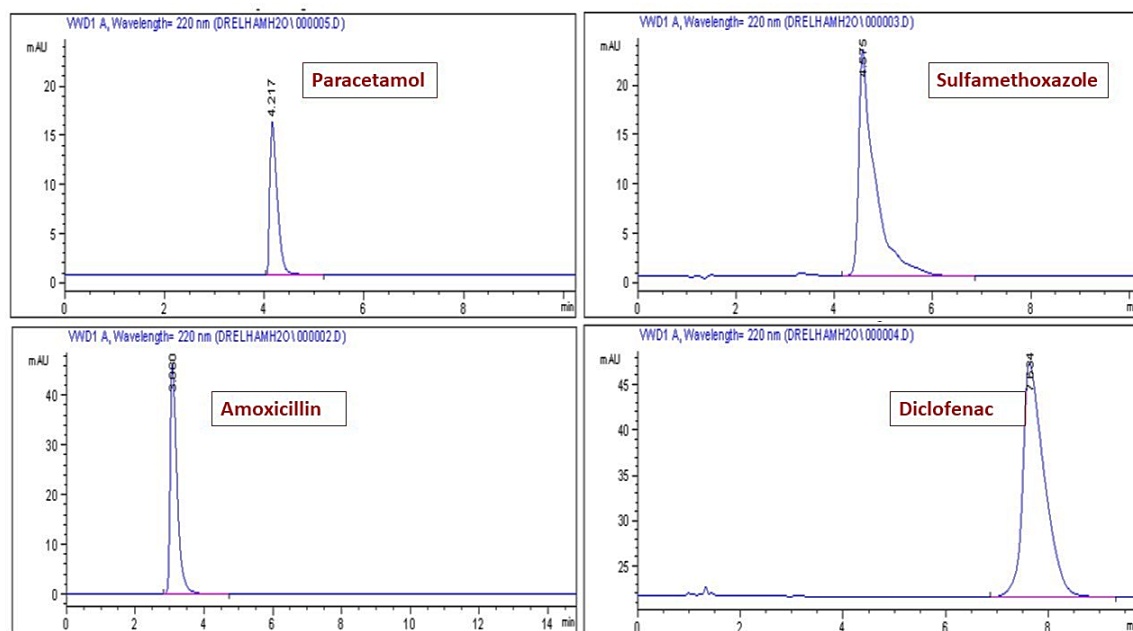 VWD1 A, Wavelength= 220 nm (DRELHAMH2O\000005.D)
mAU
4.217
Paracetamol
20
15
10
5
0
0 2 4 6 8 min
VWD1 A, Wavelength= 220 nm (DRELHAMH2O\000003.D)
mAU
4.575
Sulfamethoxazole
20
15
10
5
0
0 2 4 6 8 min
VWD1 A, Wavelength= 220 nm (DRELHAMH2O\000002.D)
mAU
Amoxicillin
40
30
20
10
0
0 2 4 6 8 10 12 14 min
VWD1 A, Wavelength= 220 nm (DRELHAMH2O\000004.D)
mAU
7.634
Diclofenac
45
40
35
30
25
2 4 6 8